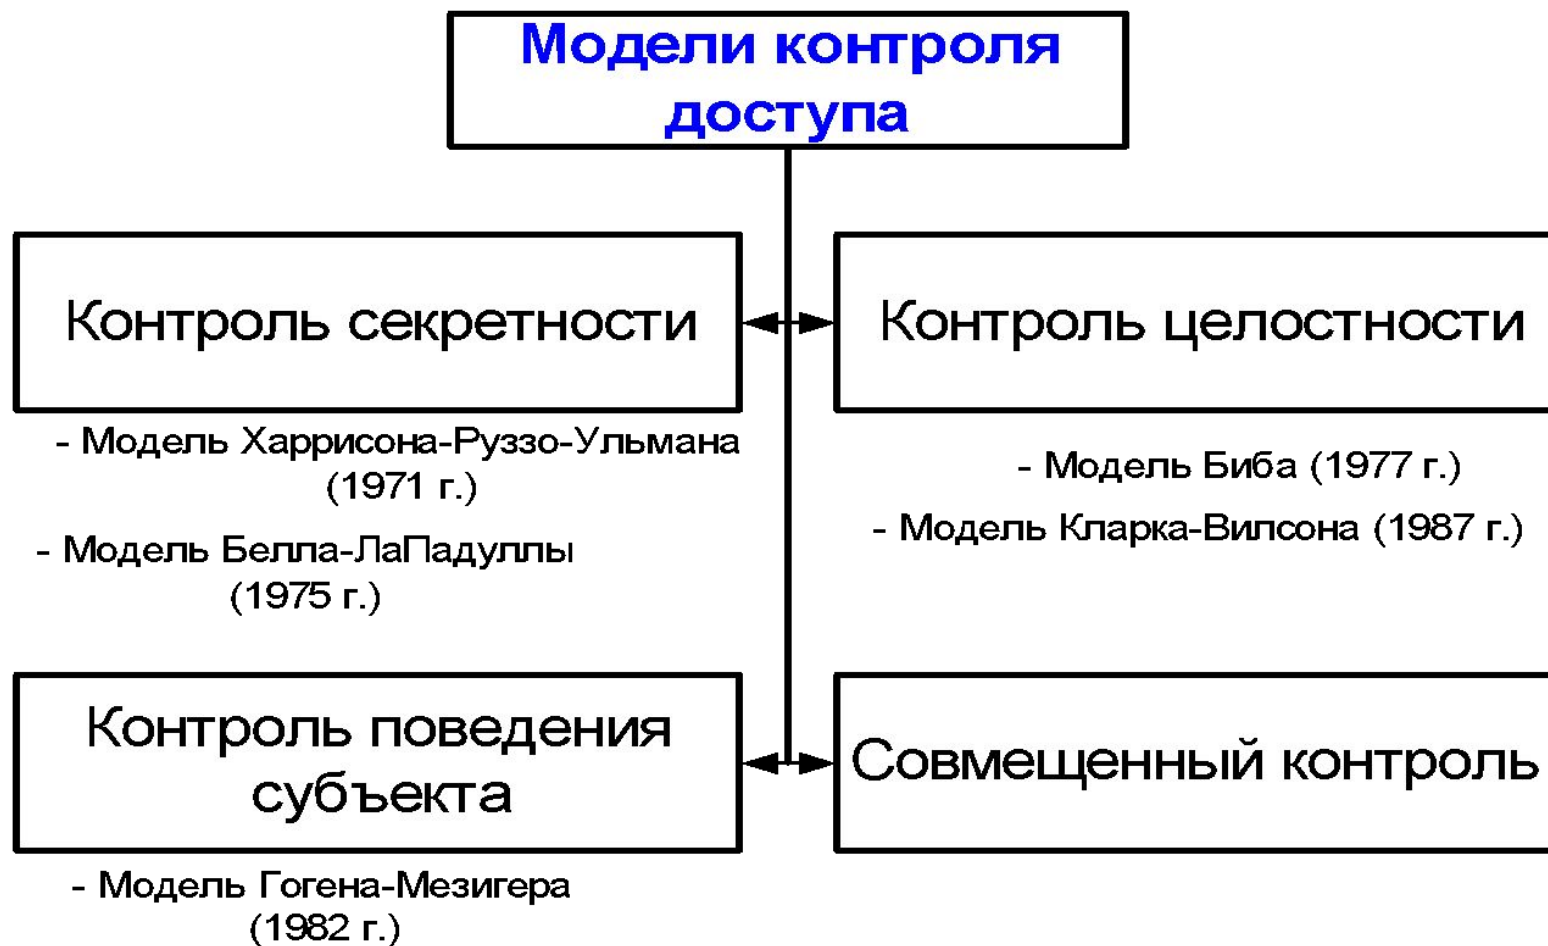 Модели контроля
доступа
Контроль секретности
- Модель Харрисона-Руззо-Ульмана
(1971 г.)
- Модель Белла-ЛаПадуллы
(1975 г.)
Контроль целостности
- Модель Биба (1977 г.)
- Модель Кларка-Вилсона (1987 г.)
Контроль поведения
субъекта
- Модель Гогена-Мезигера
(1982 г.)
Совмещенный контроль